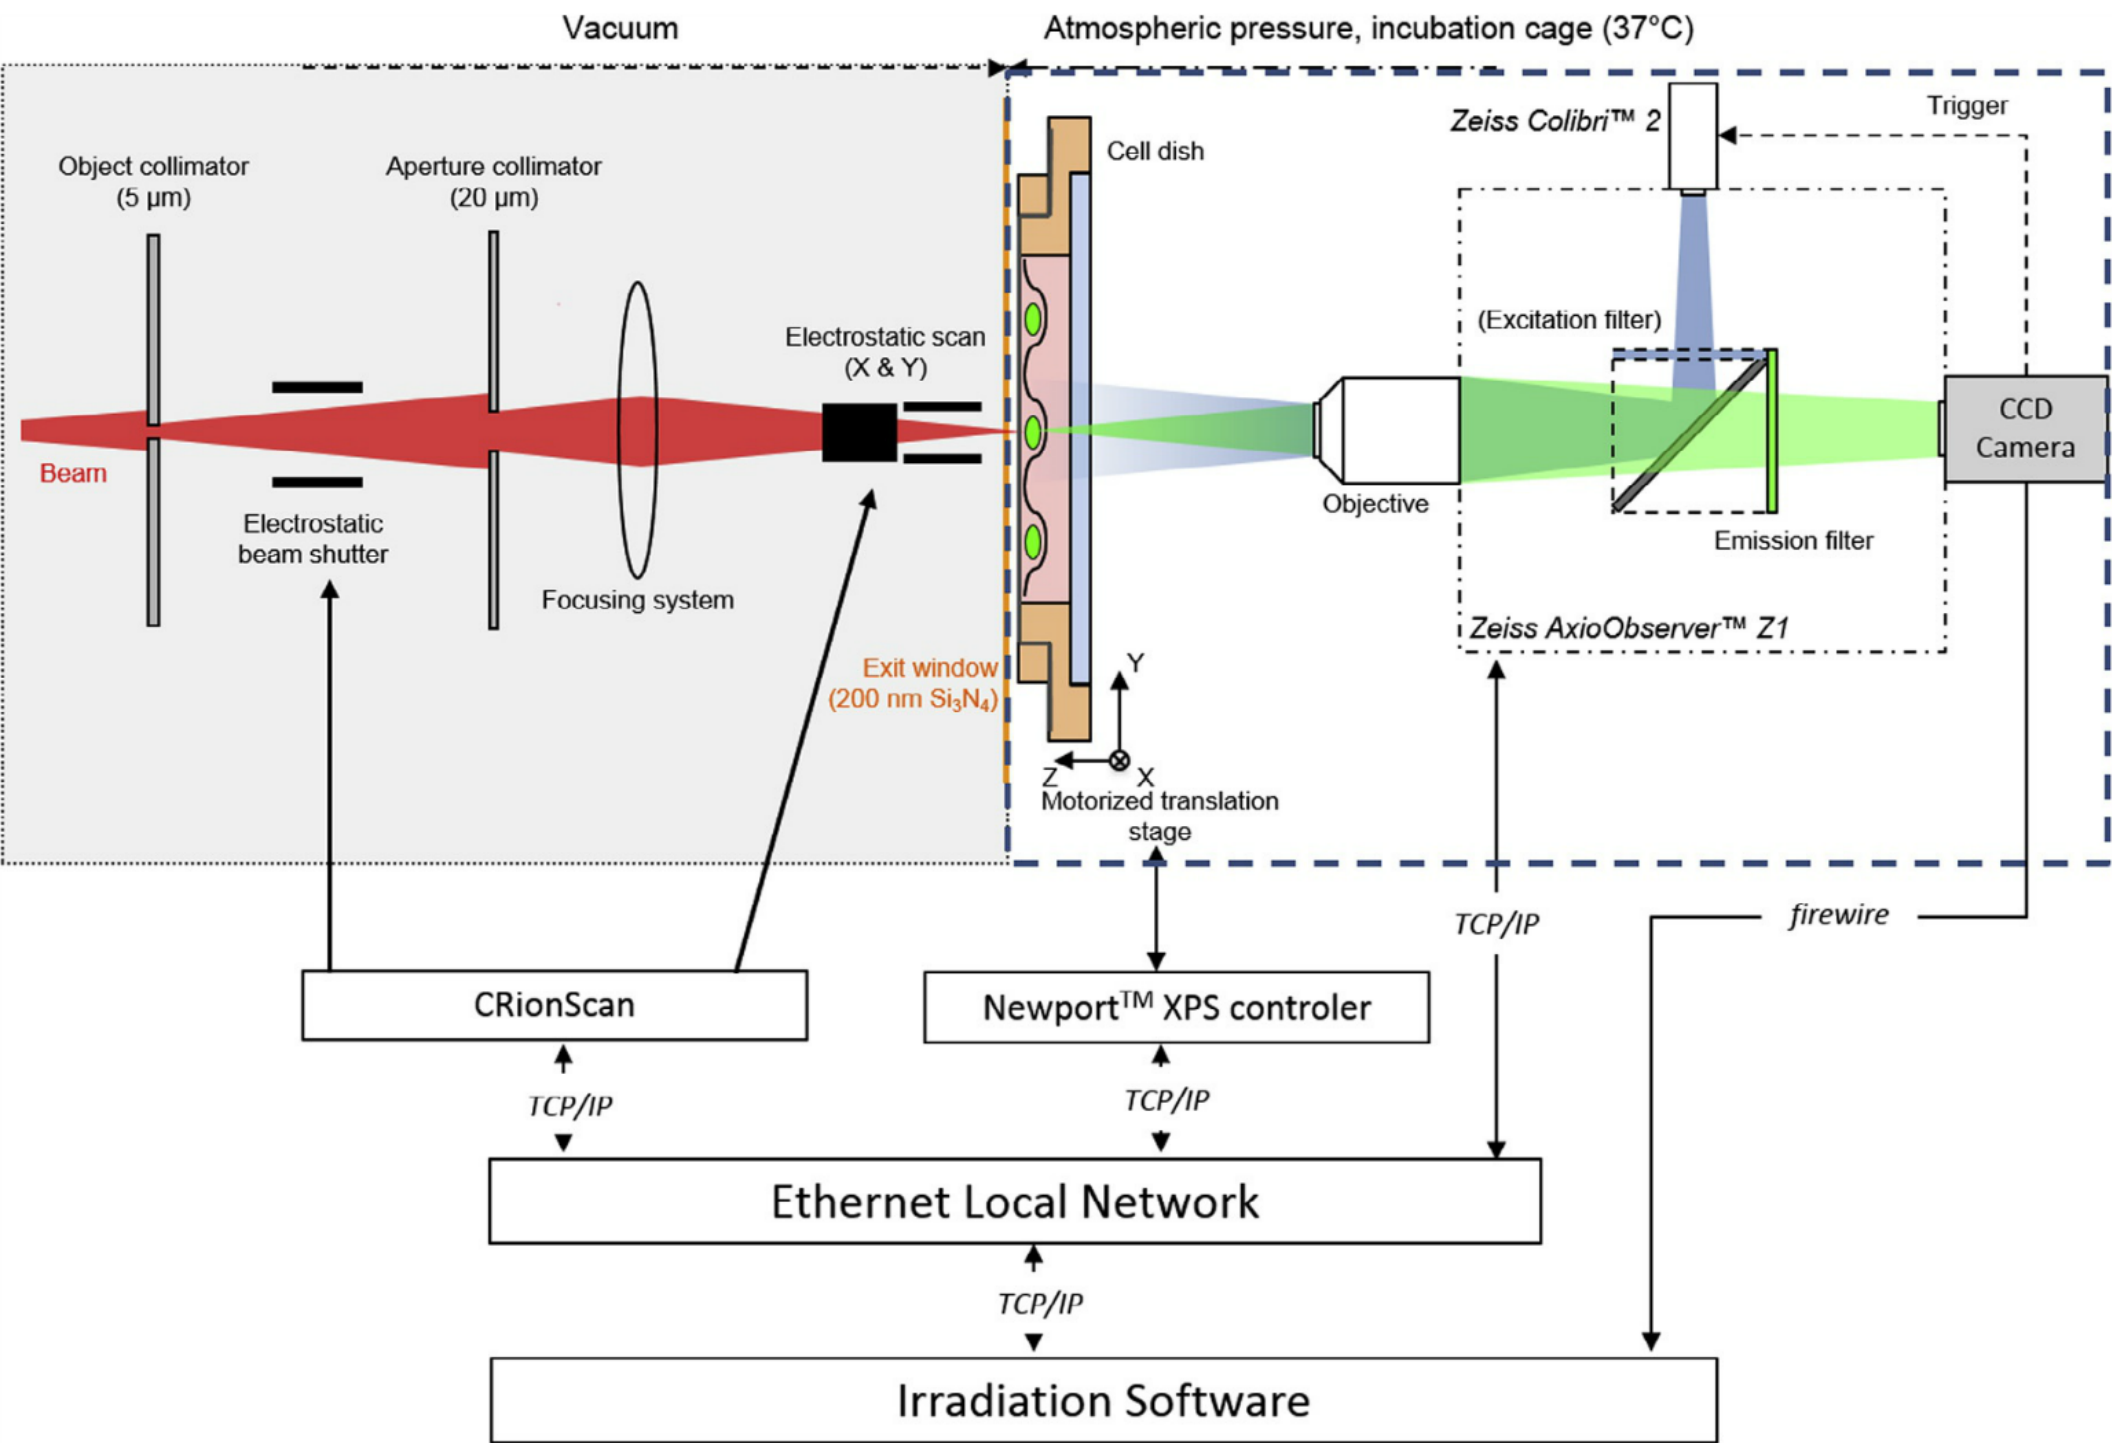 Vacuum
Atmospheric pressure, incubation cage (37°C)
Zeiss Colibri™ 2
Trigger
Cell dish
Object collimator
(5 µm)
Aperture collimator
(20 µm)
Electrostatic scan
(X & Y)
(Excitation filter)
CCD
Camera
Beam
Objective
Electrostatic
beam shutter
Emission filter
Focusing system
Zeiss AxioObserver™ Z1
Exit window
(200 nm Si₃N₄)
Y
Z
X
Motorized translation
stage
TCP/IP
firewire
CRionScan
Newport™ XPS controler
TCP/IP
TCP/IP
Ethernet Local Network
TCP/IP
Irradiation Software